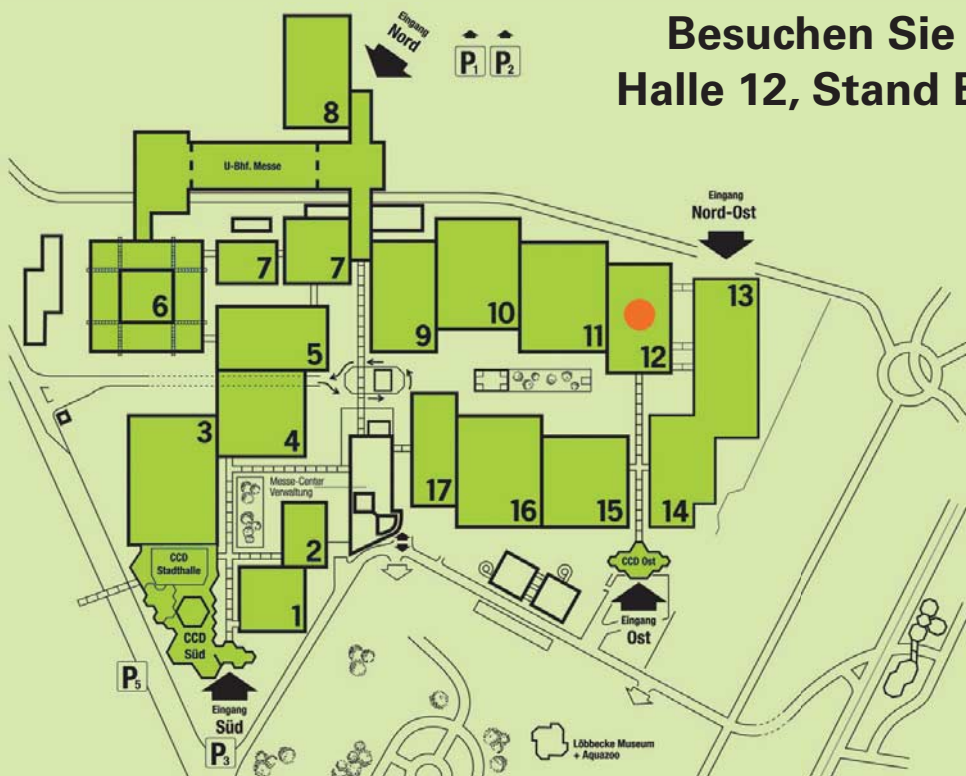 Besuchen Sie
Halle 12, Stand E
Eingang
Nord
P1 P2
8
U-Bhf. Messe
Eingang
Nord-Ost
7
7
6
9
10
11
12
13
5
3
4
Messe-Center
Verwaltung
17
16
15
14
2
1
CCD
Stadthalle
CCD
Süd
CCD Ost
Eingang
Ost
P5
Eingang
Süd
P3
Löbbecke Museum
+ Aquazoo